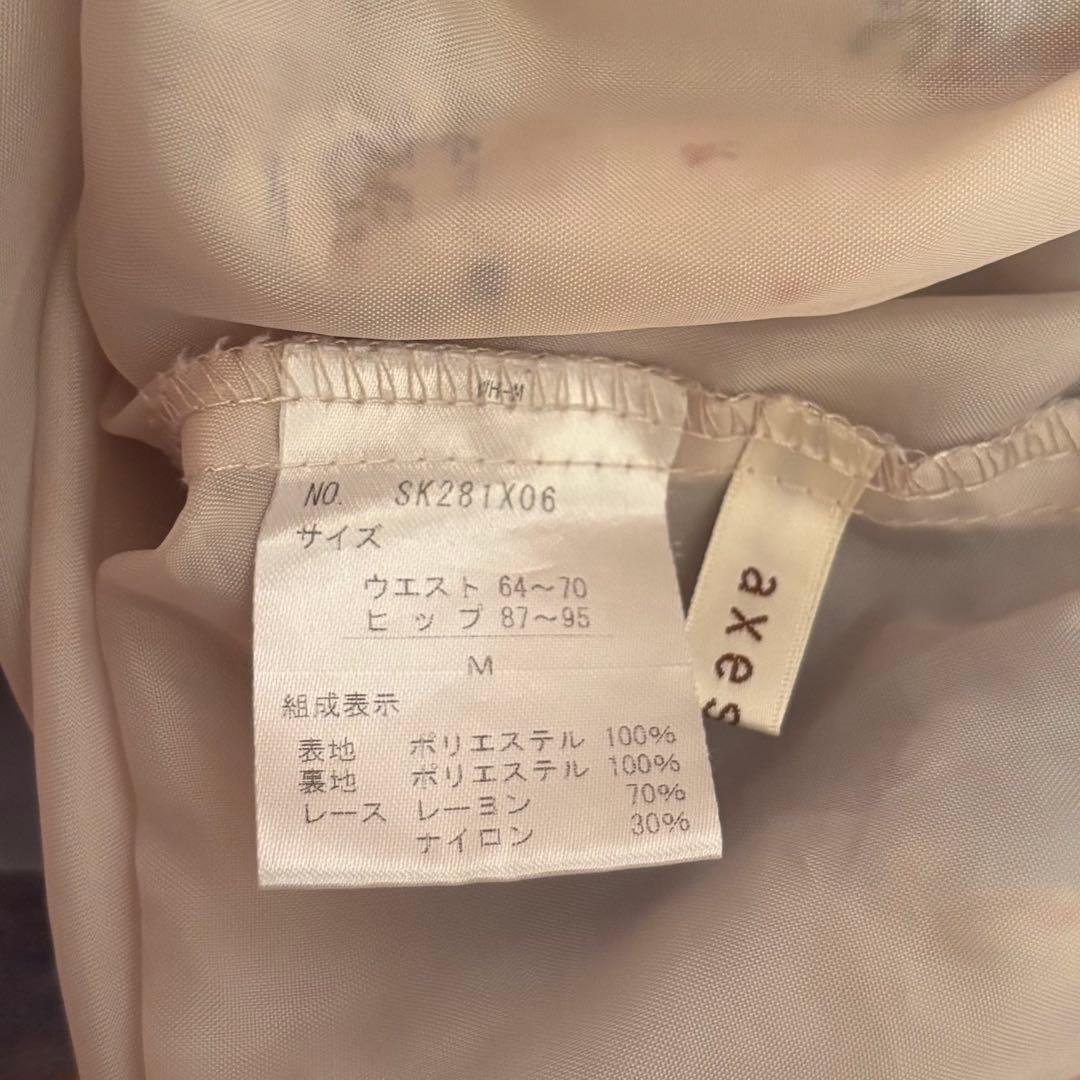 WH-M
NO. SK281X06
サイズ
ウエスト 64～70
ヒップ 87～95
M
組成表示
表地 ポリエステル 100%
裏地 ポリエステル 100%
レース レーヨン 70%
ナイロン 30%
axes